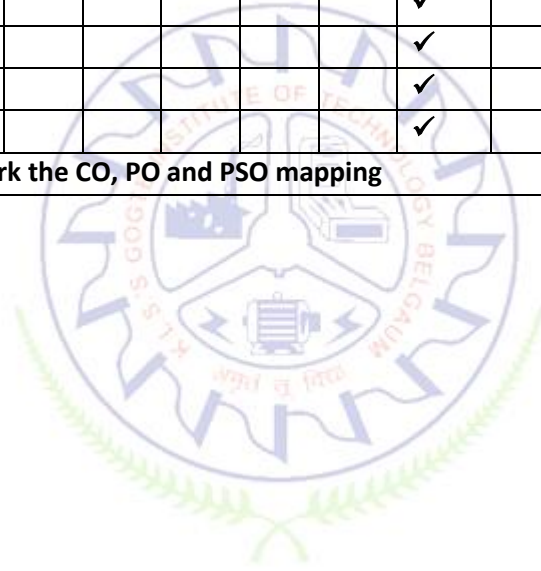 ✓
✓
✓
✓
rk the CO, PO and PSO mapping
K.L.S.'S GOGTE INSTITUTE OF TECHNOLOGY BELGAUM